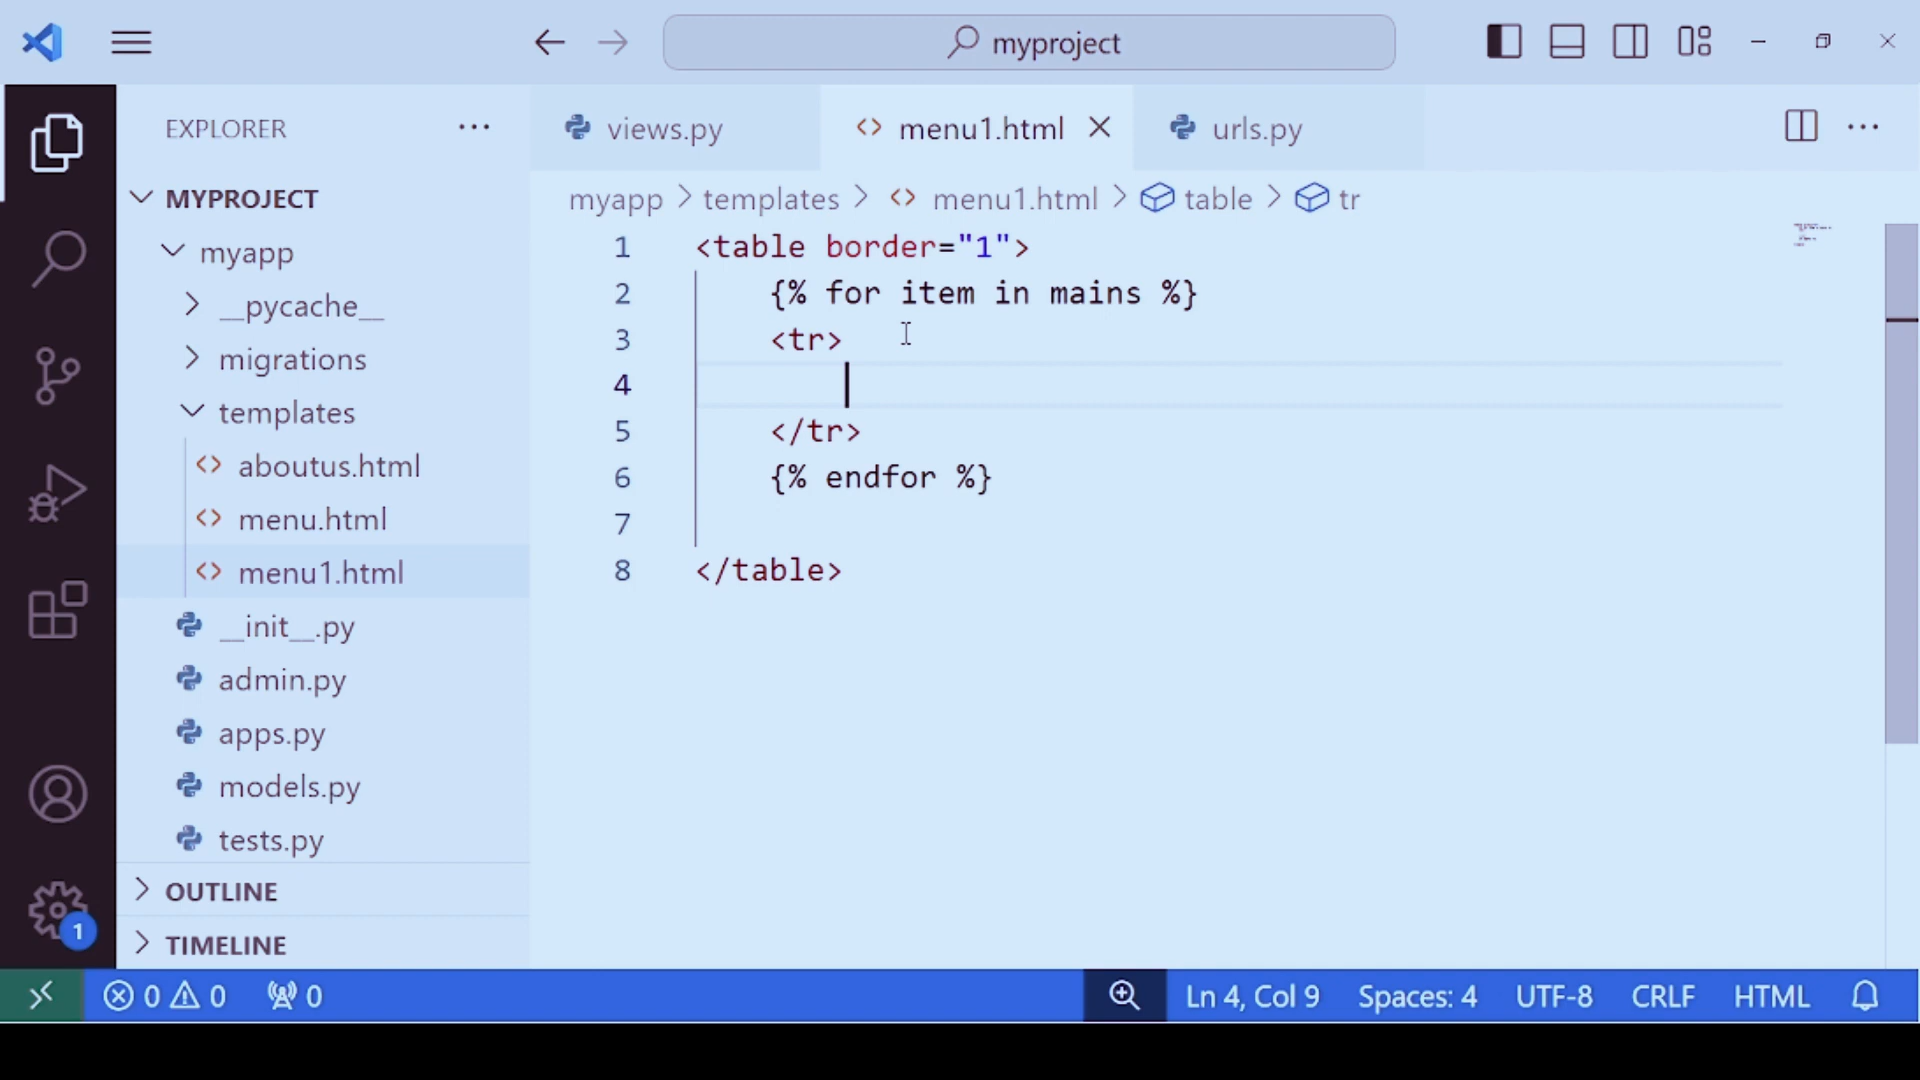 myproject
EXPLORER ...
MYPROJECT
myapp
__pycache__
migrations
templates
aboutus.html
menu.html
menu1.html
__init__.py
admin.py
apps.py
models.py
tests.py
OUTLINE
TIMELINE
1
views.py
menu1.html
urls.py
...
myapp > templates > <> menu1.html > table > tr
1 <table border="1">
2 {% for item in mains %}
3 <tr>
4
5 </tr>
6 {% endfor %}
7
8 </table>
0 0 0 Ln 4, Col 9 Spaces: 4 UTF-8 CRLF HTML